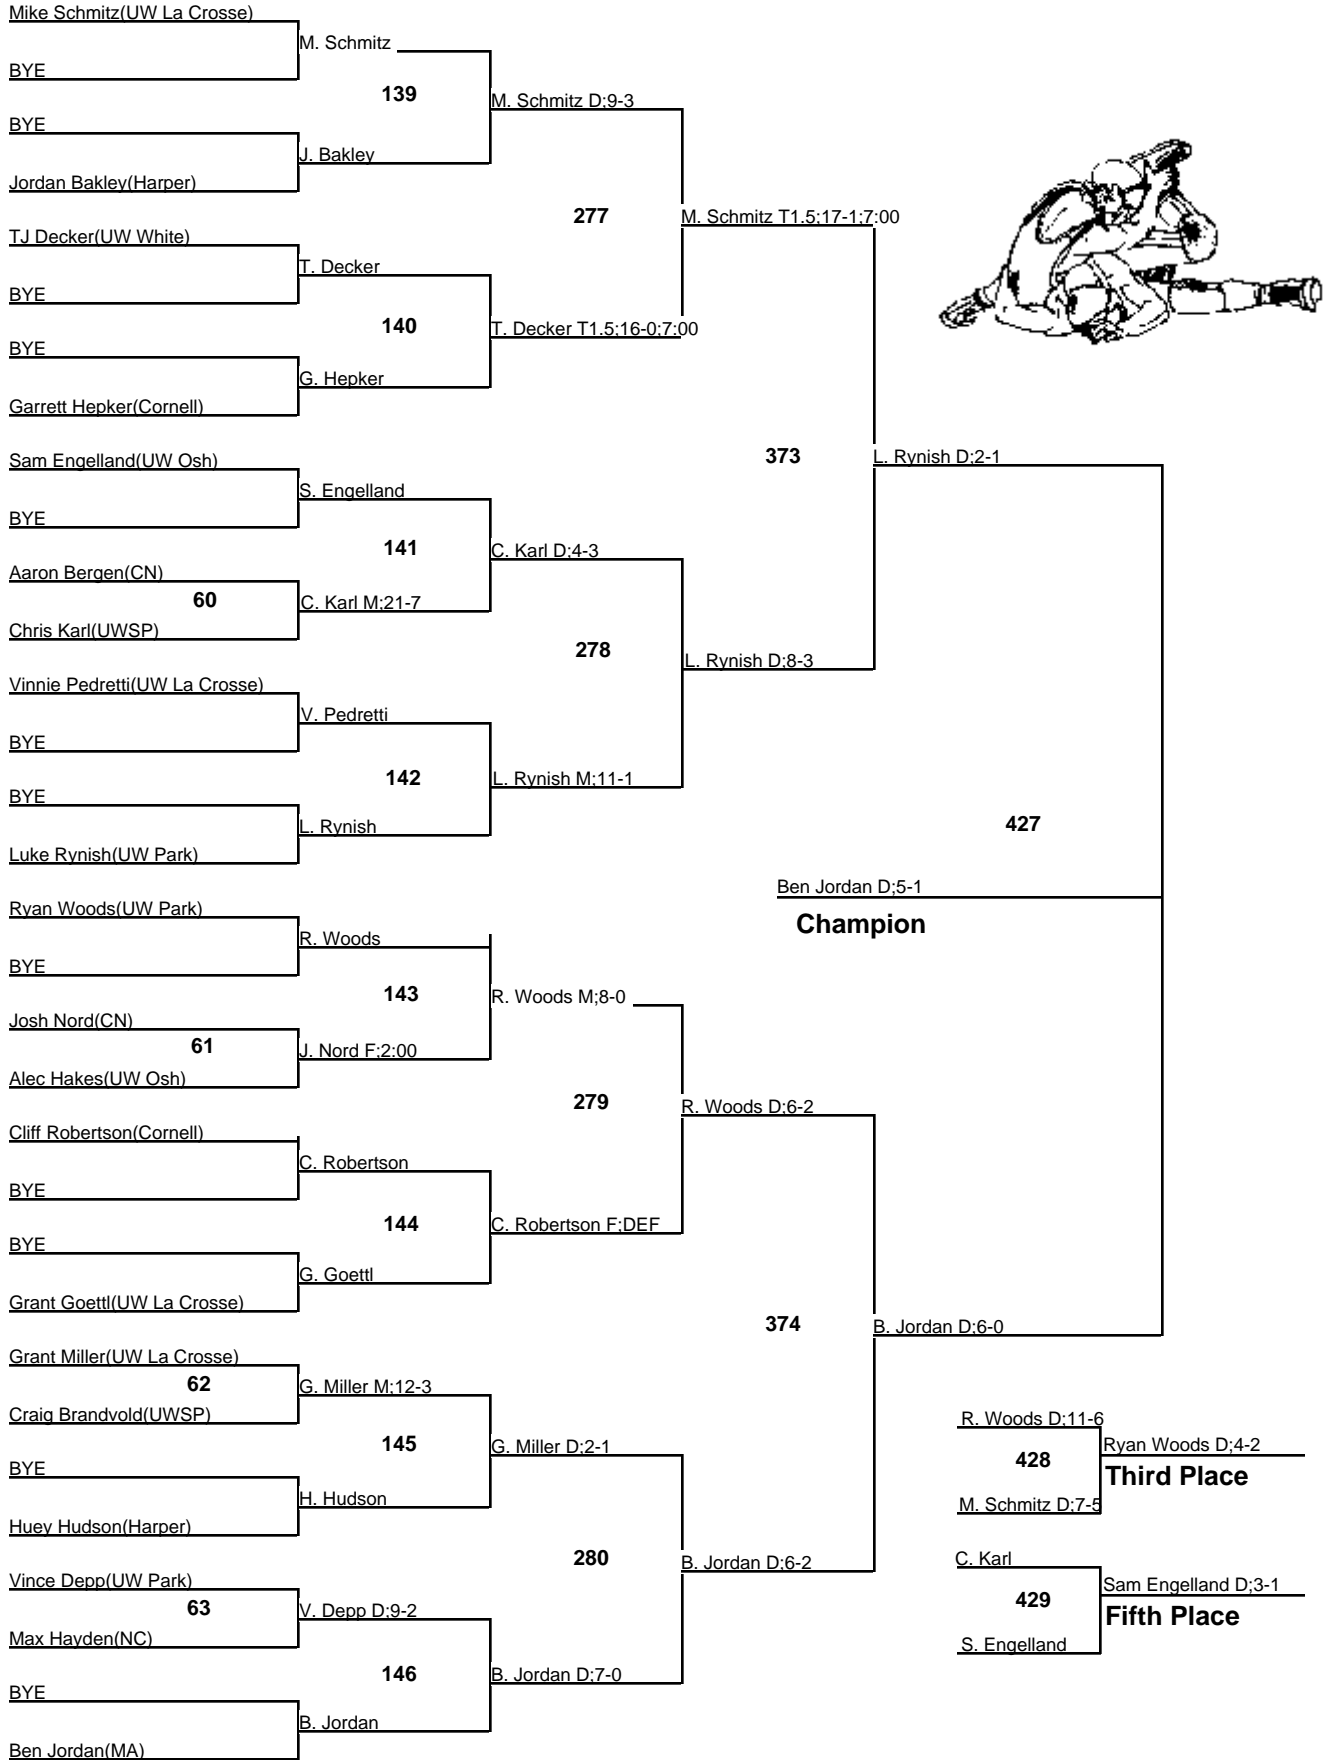 Mike Schmitz(UW La Crosse)
M. Schmitz
BYE
139
M. Schmitz D;9-3
BYE
J. Bakley
Jordan Bakley(Harper)
277
M. Schmitz T1.5;17-1;7:00
TJ Decker(UW White)
T. Decker
BYE
140
T. Decker T1.5;16-0;7:00
BYE
G. Hepker
Garrett Hepker(Cornell)
373
L. Rynish D;2-1
Sam Engelland(UW Osh)
S. Engelland
BYE
141
C. Karl D;4-3
Aaron Bergen(CN)
60
C. Karl M;21-7
Chris Karl(UWSP)
278
L. Rynish D;8-3
Vinnie Pedretti(UW La Crosse)
V. Pedretti
BYE
142
L. Rynish M;11-1
BYE
L. Rynish
Luke Rynish(UW Park)
427
Ben Jordan D;5-1
Champion
Ryan Woods(UW Park)
R. Woods
BYE
143
R. Woods M;8-0
Josh Nord(CN)
61
J. Nord F;2:00
Alec Hakes(UW Osh)
279
R. Woods D;6-2
Cliff Robertson(Cornell)
C. Robertson
BYE
144
C. Robertson F;DEF
BYE
G. Goettl
Grant Goettl(UW La Crosse)
374
B. Jordan D;6-0
Grant Miller(UW La Crosse)
62
G. Miller M;12-3
Craig Brandvold(UWSP)
145
G. Miller D;2-1
BYE
H. Hudson
Huey Hudson(Harper)
280
B. Jordan D;6-2
Vince Depp(UW Park)
63
V. Depp D;9-2
Max Hayden(NC)
146
B. Jordan D;7-0
BYE
B. Jordan
Ben Jordan(MA)
R. Woods D;11-6
428
Ryan Woods D;4-2
Third Place
M. Schmitz D;7-5
C. Karl
429
Sam Engelland D;3-1
Fifth Place
S. Engelland